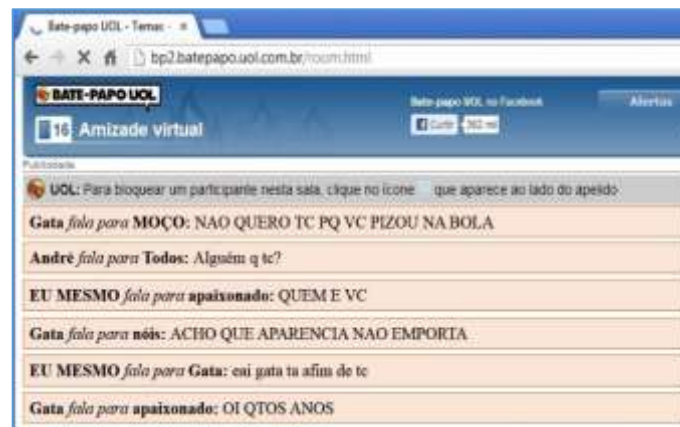 Bate-papo UOL - Temas -
bp2.batepapo.uol.com.br/room.html
BATE-PAPO UOL
Bate-papo UOL no Facebook
Alertas
16 Amizade virtual
Curtir
Publicidade
UOL: Para bloquear um participante nesta sala, clique no ícone que aparece ao lado do apelido
Gata fala para MOÇO: NAO QUERO TC PQ VC PIZOU NA BOLA
André fala para Todos: Alguém q tc?
EU MESMO fala para apaixonado: QUEM E VC
Gata fala para nóis: ACHO QUE APARENCIA NAO EMPORTA
EU MESMO fala para Gata: eai gata ta afim de tc
Gata fala para apaixonado: OI QTOS ANOS